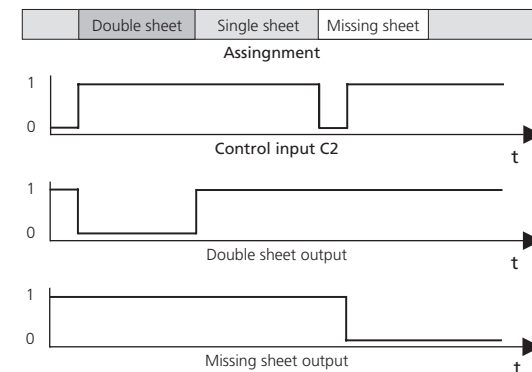 Double sheet Single sheet Missing sheet
Assingnment
1
0
Control input C2
t
1
0
Double sheet output
t
1
0
Missing sheet output
t